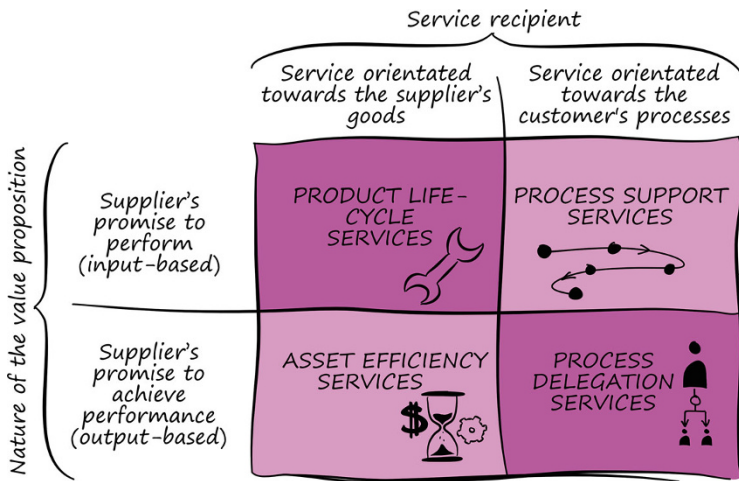 Service recipient
Service orientated
towards the supplier's
goods
Service orientated
towards the
customer's processes
Nature of the value proposition
Supplier's
promise to
perform
(input-based)
PRODUCT LIFE-
CYCLE
SERVICES
PROCESS SUPPORT
SERVICES
Supplier's
promise to
achieve
performance
(output-based)
ASSET EFFICIENCY
SERVICES
$
PROCESS
DELEGATION
SERVICES